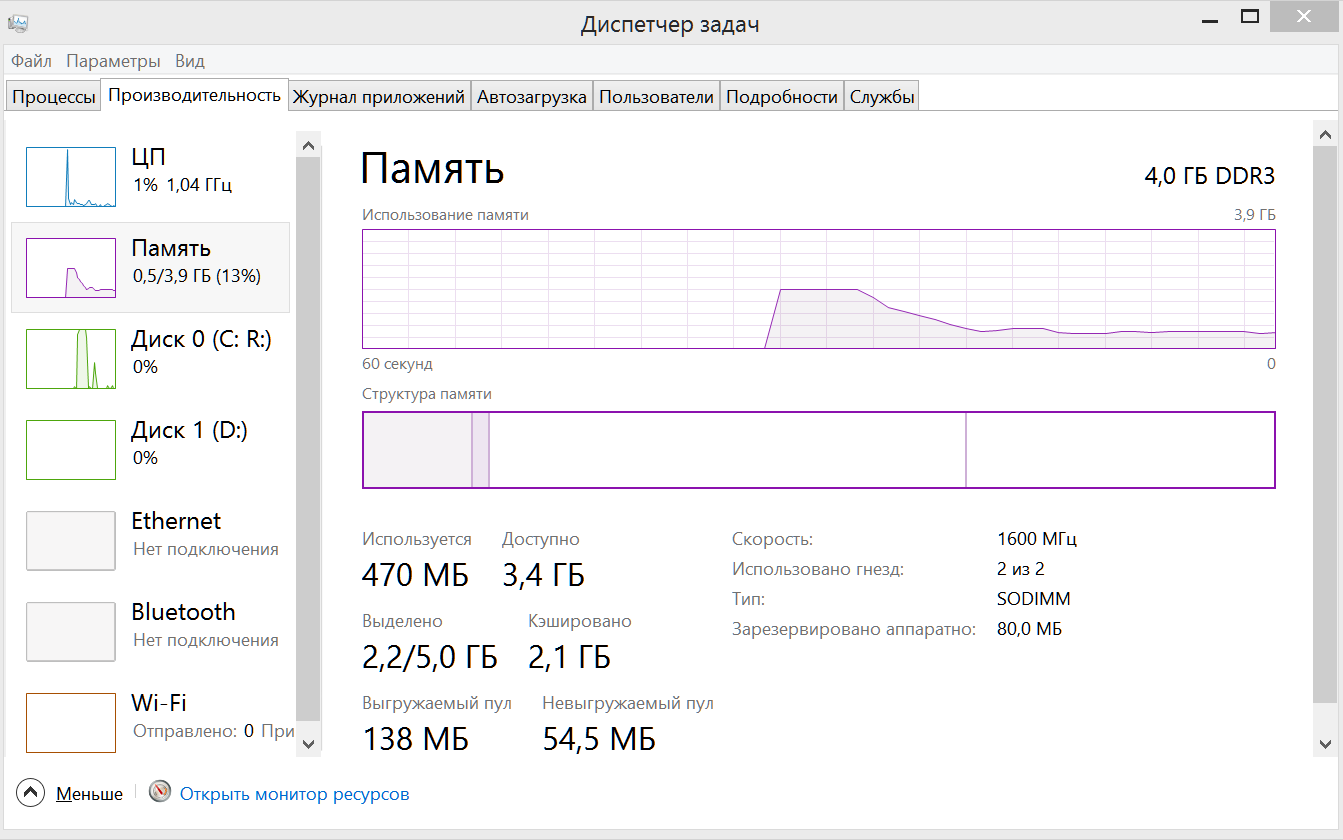 Диспетчер задач
Файл Параметры Вид
Процессы Производительность Журнал приложений Автозагрузка Пользователи Подробности Службы
ЦП
1% 1,04 ГГц
Память
0,5/3,9 ГБ (13%)
Диск 0 (C: R:)
0%
Диск 1 (D:)
0%
Ethernet
Нет подключения
Bluetooth
Нет подключения
Wi-Fi
Отправлено: 0 При
Память 4,0 ГБ DDR3
Использование памяти 3,9 ГБ
60 секунд 0
Структура памяти
Используется Доступно
470 МБ 3,4 ГБ
Выделено Кэшировано
2,2/5,0 ГБ 2,1 ГБ
Выгружаемый пул Невыгружаемый пул
138 МБ 54,5 МБ
Скорость: 1600 МГц
Использовано гнезд: 2 из 2
Тип: SODIMM
Зарезервировано аппаратно: 80,0 МБ
Меньше Открыть монитор ресурсов